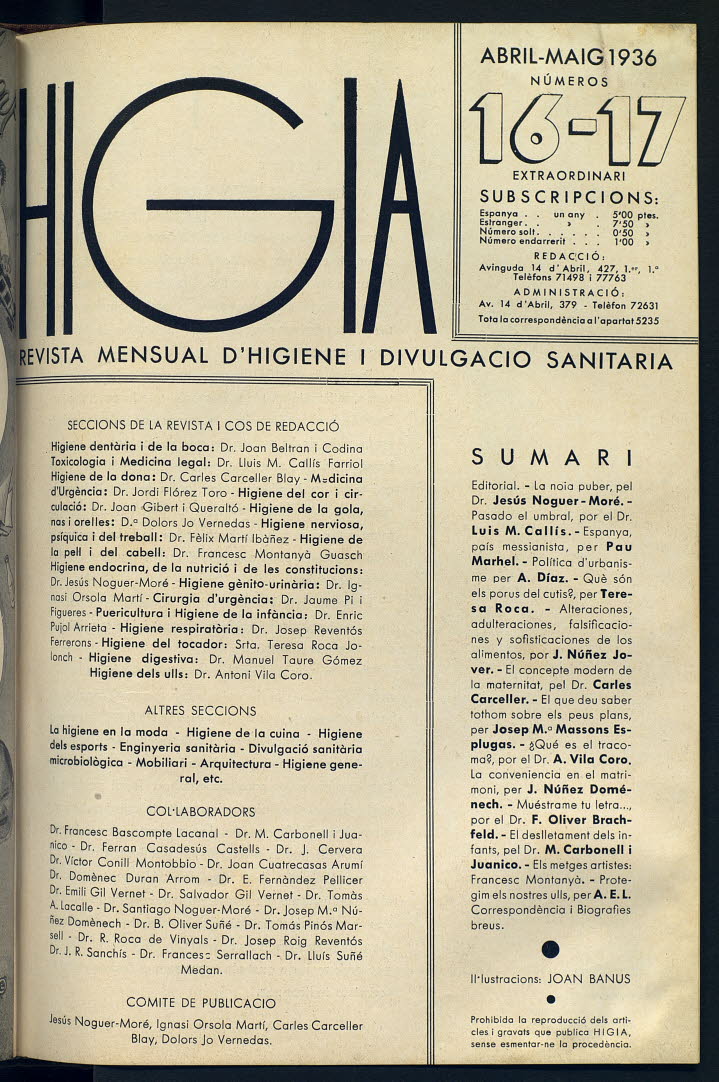 HIGIA
ABRIL-MAIG 1936
NÚMEROS
16-17
EXTRAORDINARI
SUBSCRIPCIONS:
Espanya . . un any . 5'00 ptes.
Estranger . . » . 7'50 »
Número solt . . . . . . 0'50 »
Número endarrerit . . . 1'00 »
REDACCIÓ:
Avinguda 14 d'Abril, 427, 1.er, 1.ª
Telèfons 71498 i 77763
ADMINISTRACIÓ:
Av. 14 d'Abril, 379 - Telèfon 72631
Tota la correspondència a l'apartat 5235
REVISTA MENSUAL D'HIGIENE I DIVULGACIO SANITARIA
SECCIONS DE LA REVISTA I COS DE REDACCIÓ
Higiene dentària i de la boca: Dr. Joan Beltran i Codina
Toxicologia i Medicina legal: Dr. Lluis M. Callís Farriol
Higiene de la dona: Dr. Carles Carceller Blay - Medicina
d'Urgència: Dr. Jordi Flórez Toro - Higiene del cor i cir-
culació: Dr. Joan Gibert i Queraltó - Higiene de la gola,
nas i orelles: D.ª Dolors Jo Vernedas - Higiene nerviosa,
psíquica i del treball: Dr. Fèlix Martí Ibàñez - Higiene de
la pell i del cabell: Dr. Francesc Montanyà Guasch
Higiene endocrina, de la nutrició i de les constitucions:
Dr. Jesús Noguer-Moré - Higiene gènito-urinària: Dr. Ig-
nasi Orsola Martí - Cirurgia d'urgència: Dr. Jaume Pi i
Figueres - Puericultura i Higiene de la infància: Dr. Enric
Pujol Arrieta - Higiene respiratòria: Dr. Josep Reventós
Ferrerons - Higiene del tocador: Srta. Teresa Roca Jo-
lonch - Higiene digestiva: Dr. Manuel Taure Gómez
Higiene dels ulls: Dr. Antoni Vila Coro.
ALTRES SECCIONS
La higiene en la moda - Higiene de la cuina - Higiene
dels esports - Enginyeria sanitària - Divulgació sanitària
microbiològica - Mobiliari - Arquitectura - Higiene gene-
ral, etc.
COL·LABORADORS
Dr. Francesc Bascompte Lacanal - Dr. M. Carbonell i Jua-
nico - Dr. Ferran Casadesús Castells - Dr. J. Cervera
Dr. Víctor Conill Montobbio - Dr. Joan Cuatrecasas Arumí
Dr. Domènec Duran Arrom - Dr. E. Fernàndez Pellicer
Dr. Emili Gil Vernet - Dr. Salvador Gil Vernet - Dr. Tomàs
A. Lacalle - Dr. Santiago Noguer-Moré - Dr. Josep M.ª Nú-
ñez Domènech - Dr. B. Oliver Suñé - Dr. Tomás Pinós Mar-
sell - Dr. R. Roca de Vinyals - Dr. Josep Roig Reventós
Dr. J. R. Sanchís - Dr. Francesc Serrallach - Dr. Lluís Suñé
Medan.
COMITE DE PUBLICACIO
Jesús Noguer-Moré, Ignasi Orsola Martí, Carles Carceller
Blay, Dolors Jo Vernedas.
SUMARI
Editorial. - La noia puber, pel
Dr. Jesús Noguer-Moré. -
Pasado el umbral, por el Dr.
Luis M. Callís. - Espanya,
país messianista, per Pau
Marhel. - Política d'urbanis-
me per A. Díaz. - Què són
els porus del cutis?, per Tere-
sa Roca. - Alteraciones,
adulteraciones, falsificacio-
nes y sofisticaciones de los
alimentos, por J. Núñez Jo-
ver. - El concepte modern de
la maternitat, pel Dr. Carles
Carceller. - El que deu saber
tothom sobre els peus plans,
per Josep M.ª Massons Es-
plugas. - ¿Qué es el traco-
ma?, por el Dr. A. Vila Coro.
La conveniencia en el matri-
moni, per J. Núñez Domé-
nech. - Muéstrame tu letra...,
por el Dr. F. Oliver Brach-
feld. - El deslletament dels in-
fants, pel Dr. M. Carbonell i
Juanico. - Els metges artistes:
Francesc Montanyà. - Prote-
gim els nostres ulls, per A. E. L.
Correspondència i Biografies
breus.
Il·lustracions: JOAN BANUS
Prohibida la reproducció dels arti-
cles i gravats que publica HIGIA,
sense esmentar-ne la procedència.